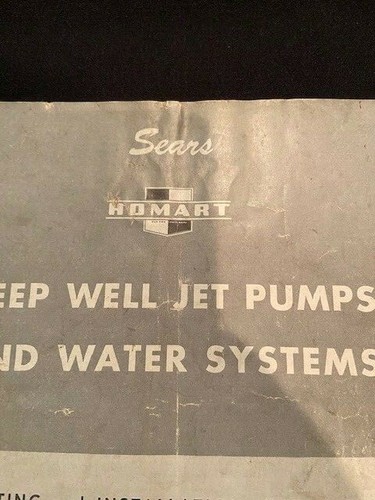 Sears
HOMART
EEP WELL JET PUMPS
ND WATER SYSTEMS